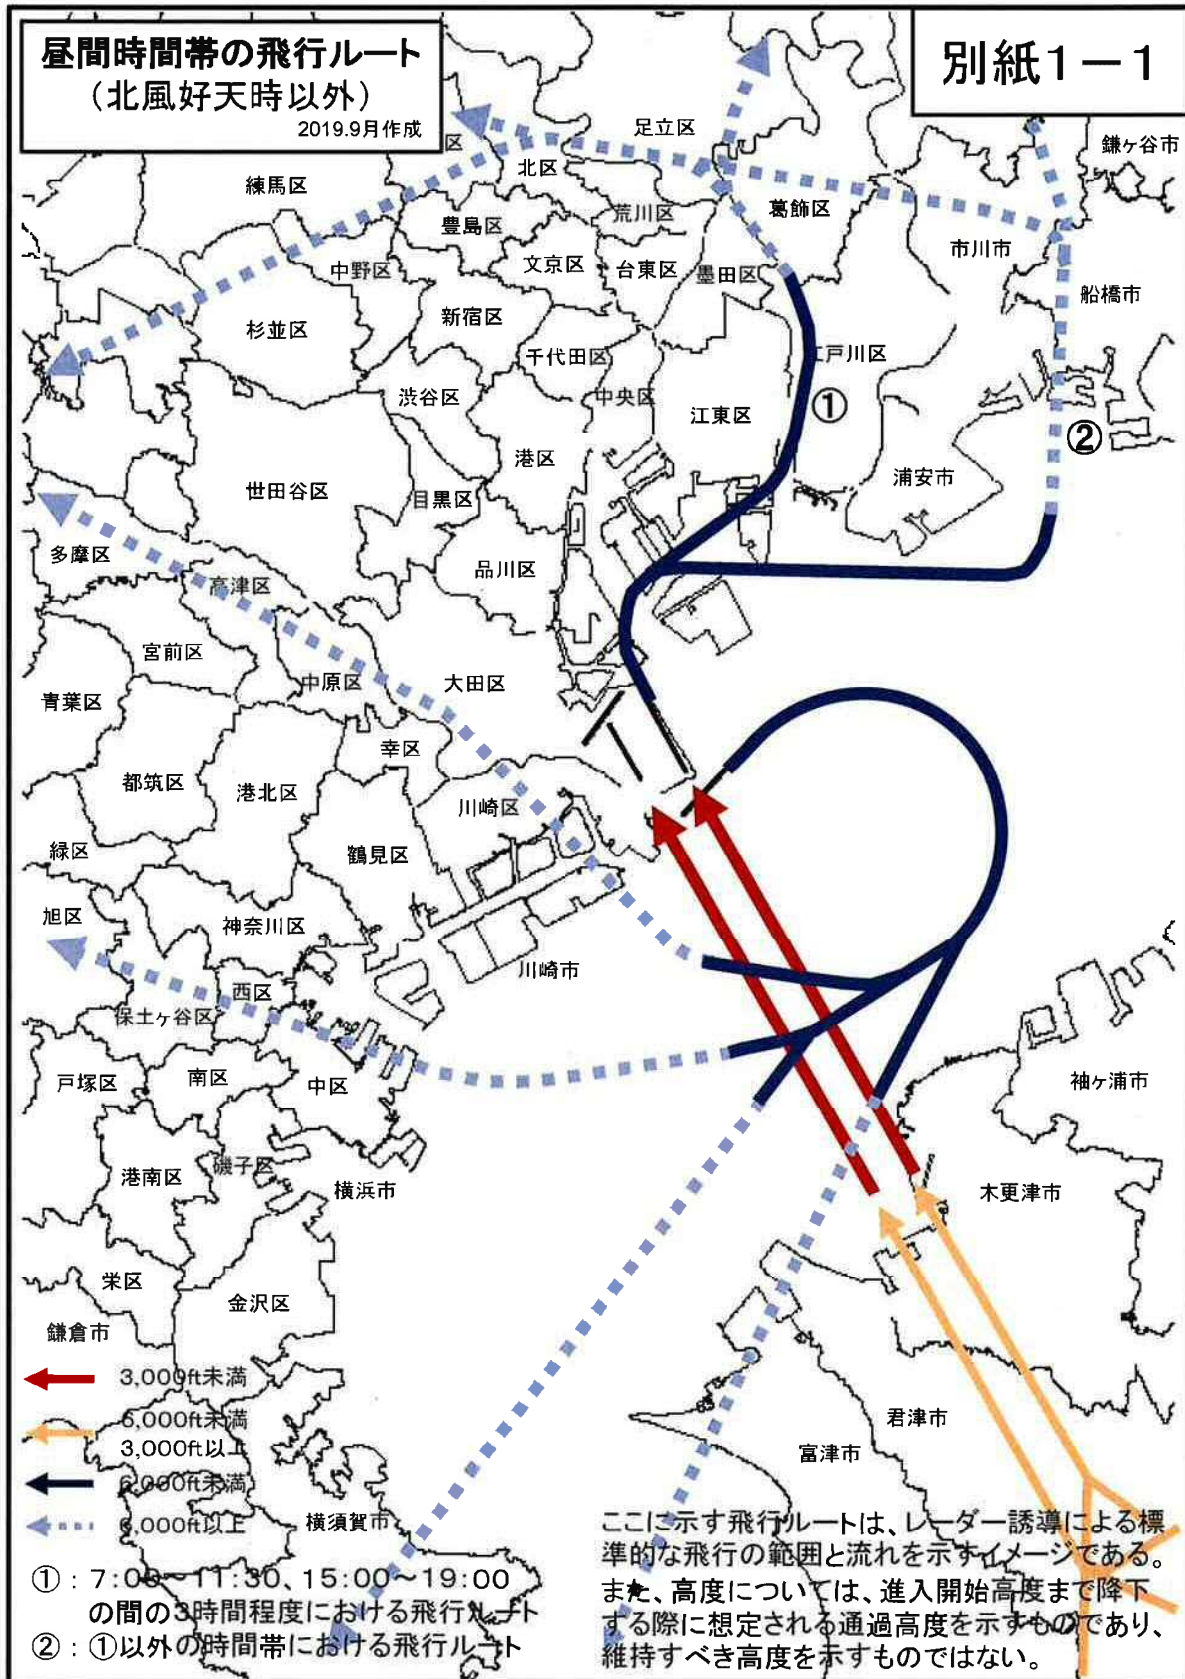 昼間時間帯の飛行ルート
（北風好天時以外）
2019.9月作成
別紙１－１
足立区
鎌ヶ谷市
区
北区
練馬区
葛飾区
荒川区
豊島区
市川市
文京区
台東区
墨田区
中野区
船橋市
新宿区
杉並区
千代田区
江戸川区
渋谷区
中央区
江東区
①
②
港区
浦安市
世田谷区
目黒区
多摩区
品川区
高津区
宮前区
中原区
大田区
青葉区
幸区
都筑区
港北区
川崎区
緑区
鶴見区
旭区
神奈川区
川崎市
西区
保土ヶ谷区
戸塚区
南区
中区
袖ヶ浦市
磯子区
港南区
横浜市
木更津市
栄区
金沢区
鎌倉市
3,000ft未満
6,000ft未満
3,000ft以上
君津市
富津市
6,000ft未満
6,000ft以上
横須賀市
ここに示す飛行ルートは、レーダー誘導による標
準的な飛行の範囲と流れを示すイメージである。
また、高度については、進入開始高度まで降下
する際に想定される通過高度を示すものであり、
維持すべき高度を示すものではない。
①：7:00～11:30、15:00～19:00
の間の3時間程度における飛行ルート
②：①以外の時間帯における飛行ルート